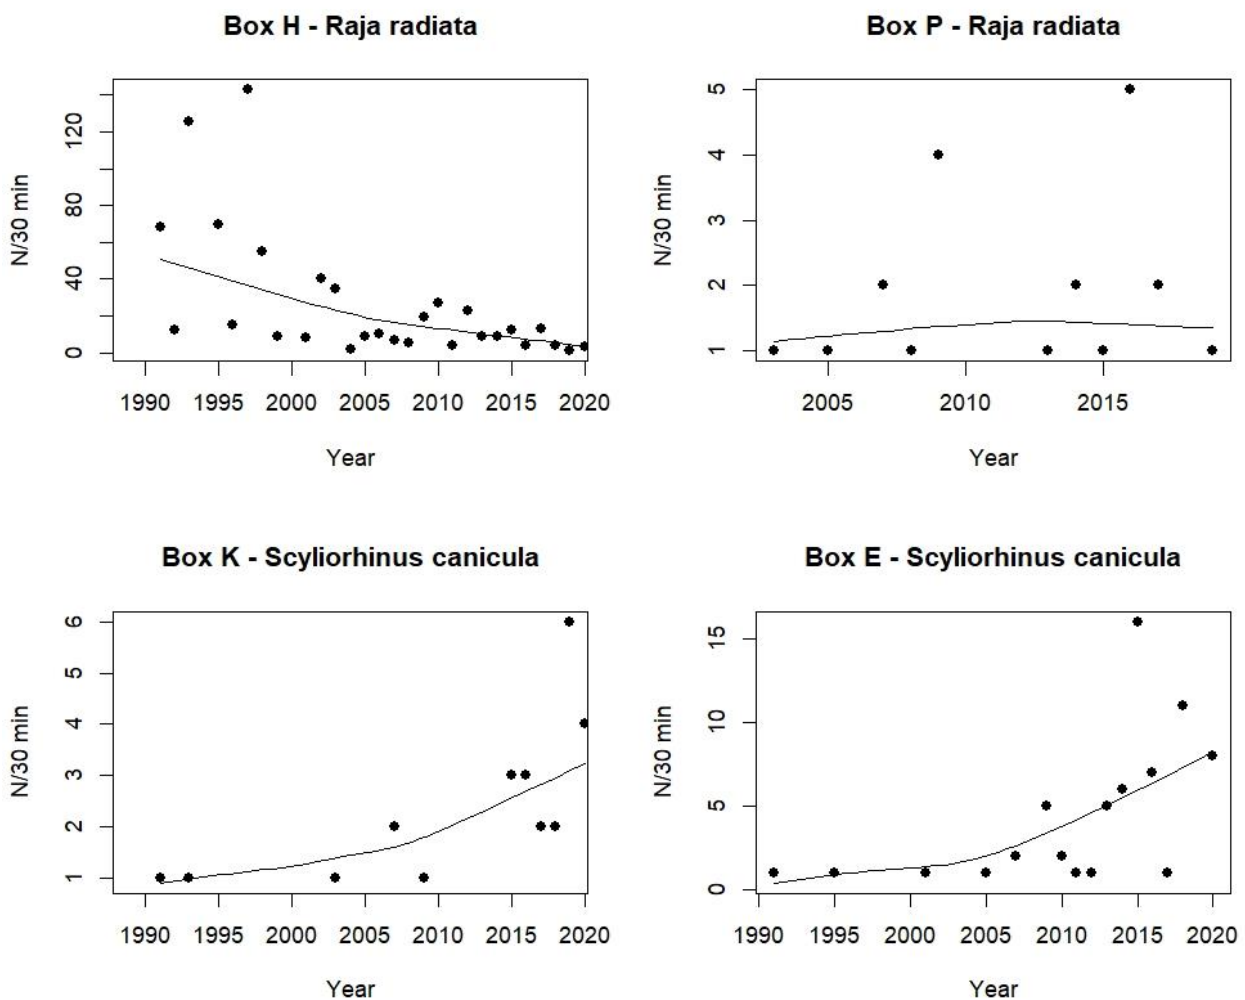 Box H - Raja radiata
N/30 min
120
80
40
0
1990 1995 2000 2005 2010 2015 2020
Year
Box P - Raja radiata
N/30 min
5
4
3
2
1
2005 2010 2015
Year
Box K - Scyliorhinus canicula
N/30 min
6
5
4
3
2
1
1990 1995 2000 2005 2010 2015 2020
Year
Box E - Scyliorhinus canicula
N/30 min
15
10
5
0
1990 1995 2000 2005 2010 2015 2020
Year